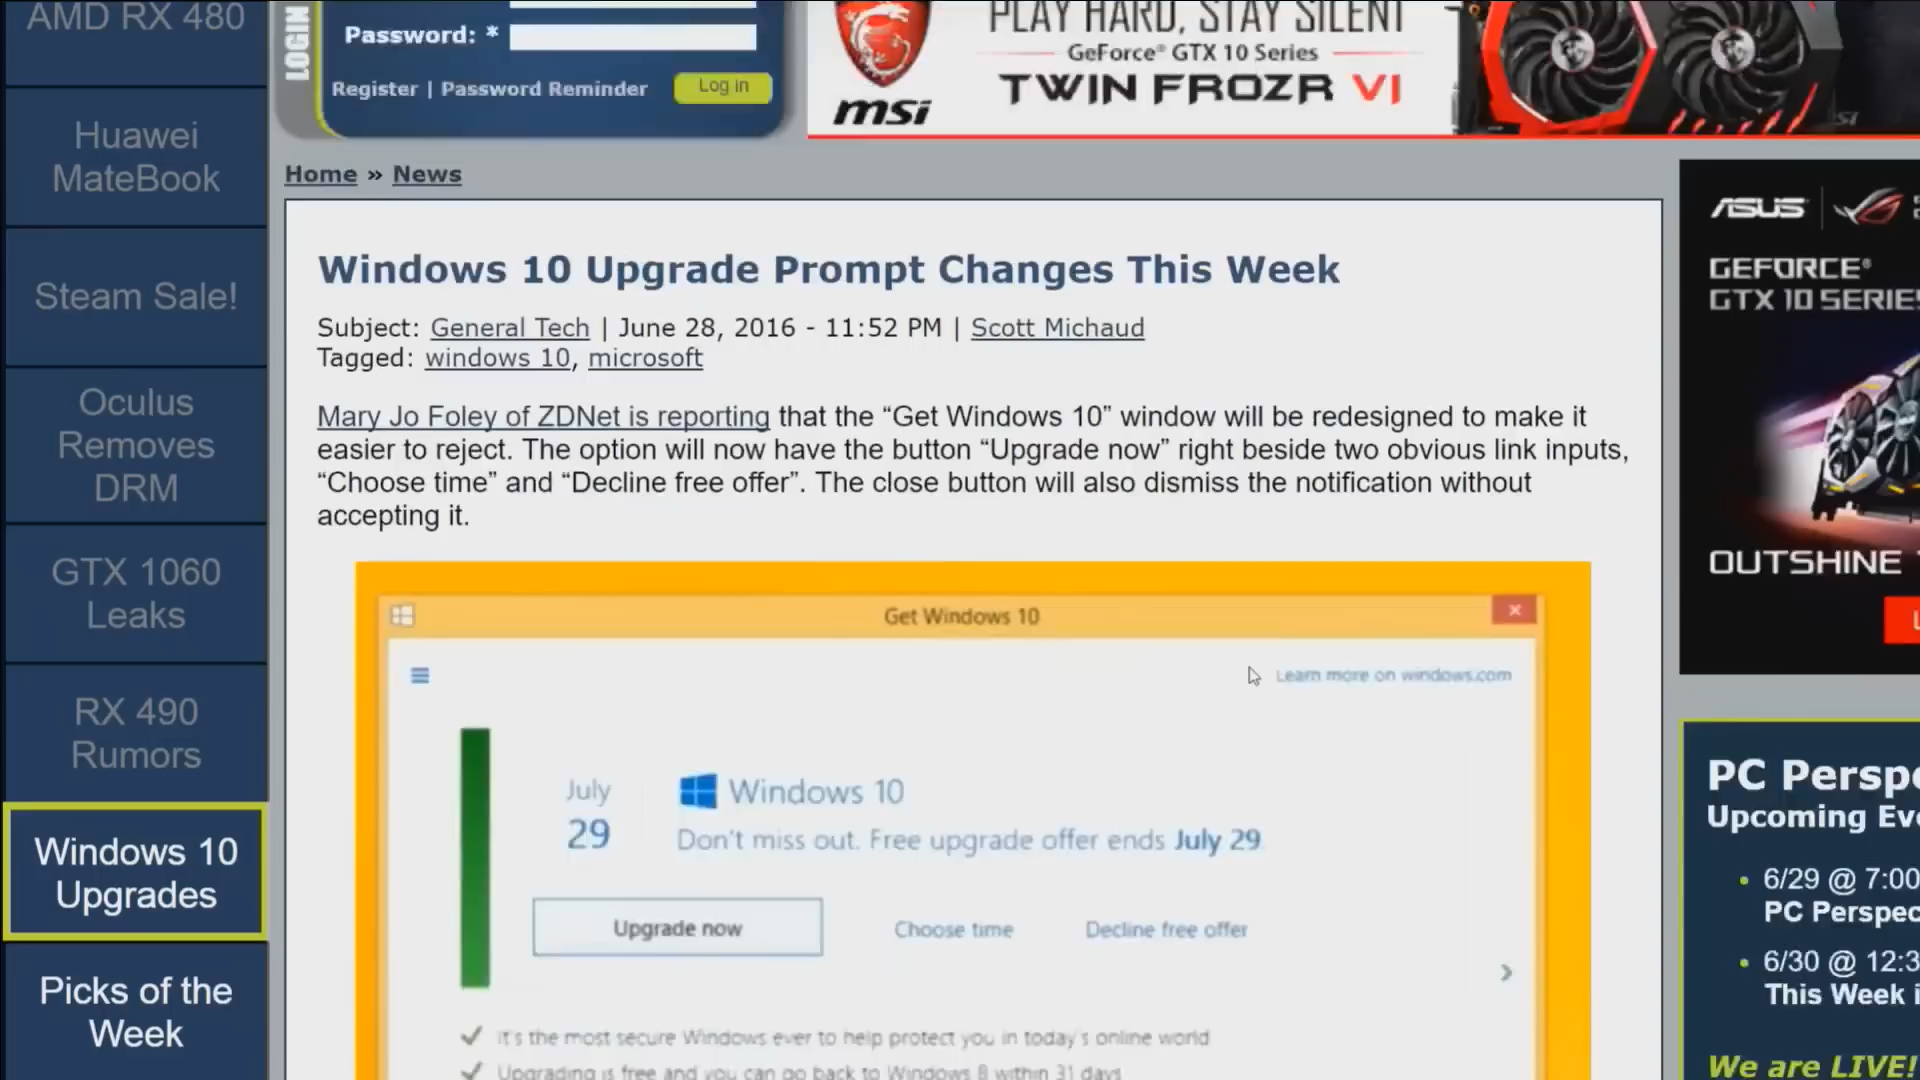 AMD RX 480
Huawei
MateBook
Steam Sale!
Oculus
Removes
DRM
GTX 1060
Leaks
RX 490
Rumors
Windows 10
Upgrades
Picks of the
Week
LOGIN
Password: *
Register | Password Reminder
Log in
PLAY HARD, STAY SILENT
GeForce® GTX 10 Series
TWIN FROZR VI
msi
Home » News
Windows 10 Upgrade Prompt Changes This Week
Subject: General Tech | June 28, 2016 - 11:52 PM | Scott Michaud
Tagged: windows 10, microsoft
Mary Jo Foley of ZDNet is reporting that the “Get Windows 10” window will be redesigned to make it
easier to reject. The option will now have the button “Upgrade now” right beside two obvious link inputs,
“Choose time” and “Decline free offer”. The close button will also dismiss the notification without
accepting it.
Get Windows 10
Learn more on windows.com
July
29
Windows 10
Don't miss out. Free upgrade offer ends July 29.
Upgrade now
Choose time
Decline free offer
It's the most secure Windows ever to help protect you in today's online world
Upgrading is free and you can go back to Windows 8 within 31 days
ASUS
GEFORCE®
GTX 10 SERIES
OUTSHINE
PC Perspe
Upcoming Eve
6/29 @ 7:00
PC Perspec
6/30 @ 12:3
This Week i
We are LIVE!